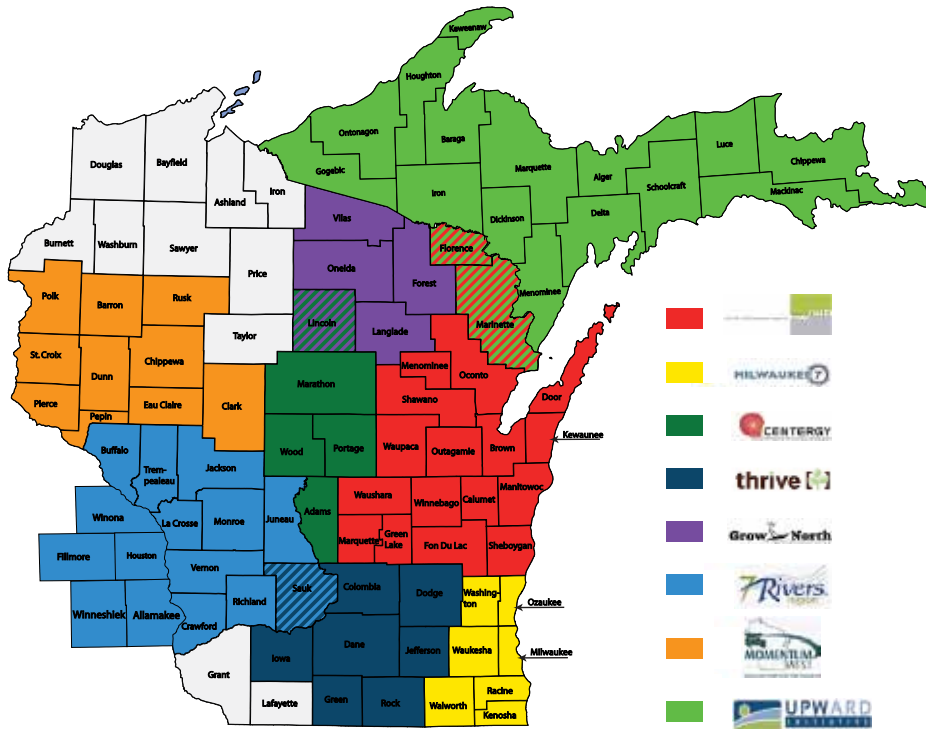 Keweenaw
Houghton
Ontonagon
Baraga
Gogebic
Marquette
Iron
Alger
Luce
Chippewa
Schoolcraft
Mackinac
Dickinson
Delta
Menominee
Douglas
Bayfield
Ashland
Iron
Burnett
Washburn
Sawyer
Price
Taylor
Vilas
Oneida
Forest
Florence
Marinette
Lincoln
Langlade
Polk
Barron
Rusk
St. Croix
Dunn
Chippewa
Pierce
Pepin
Eau Claire
Clark
Marathon
Wood
Portage
Adams
Menominee
Oconto
Shawano
Door
Kewaunee
Waupaca
Outagamie
Brown
Waushara
Winnebago
Calumet
Manitowoc
Marquette
Green
Lake
Fon Du Lac
Sheboygan
Buffalo
Trem-
pealeau
Jackson
La Crosse
Monroe
Juneau
Winona
Fillmore
Houston
Vernon
Winneshiek
Allamakee
Crawford
Richland
Sauk
Colombia
Dodge
Washing-
ton
Ozaukee
Grant
Iowa
Dane
Jefferson
Waukesha
Milwaukee
Lafayette
Green
Rock
Walworth
Racine
Kenosha
MILWAUKEE 7
CENTERGY
thrive
Grow North
7 Rivers
region
MOMENTUM
WEST
UPWARD
INITIATIVE